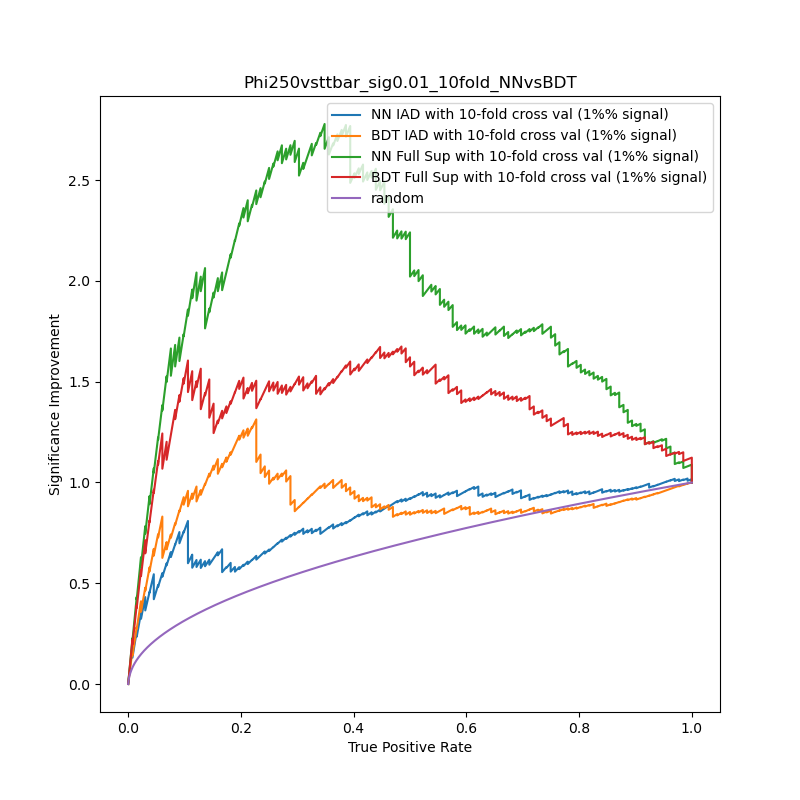 Phi250vsttbar_sig0.01_10fold_NNvsBDT
NN IAD with 10-fold cross val (1%% signal)
BDT IAD with 10-fold cross val (1%% signal)
NN Full Sup with 10-fold cross val (1%% signal)
BDT Full Sup with 10-fold cross val (1%% signal)
random
Significance Improvement
2.5
2.0
1.5
1.0
0.5
0.0
0.0 0.2 0.4 0.6 0.8 1.0
True Positive Rate